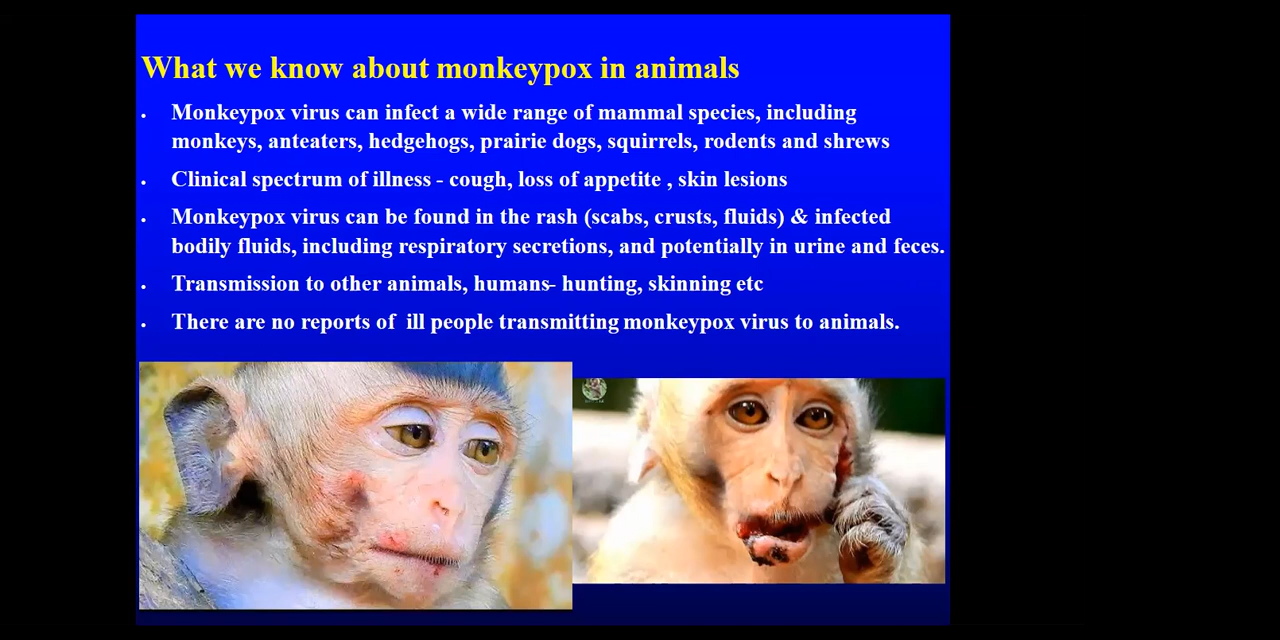 What we know about monkeypox in animals
• Monkeypox virus can infect a wide range of mammal species, including
monkeys, anteaters, hedgehogs, prairie dogs, squirrels, rodents and shrews
• Clinical spectrum of illness - cough, loss of appetite , skin lesions
• Monkeypox virus can be found in the rash (scabs, crusts, fluids) & infected
bodily fluids, including respiratory secretions, and potentially in urine and feces.
• Transmission to other animals, humans- hunting, skinning etc
• There are no reports of  ill people transmitting monkeypox virus to animals.